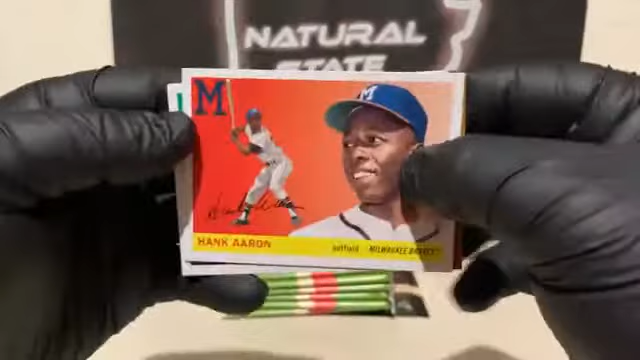 NATURAL
STATE
M
M
HANK AARON outfield MILWAUKEE BRAVES